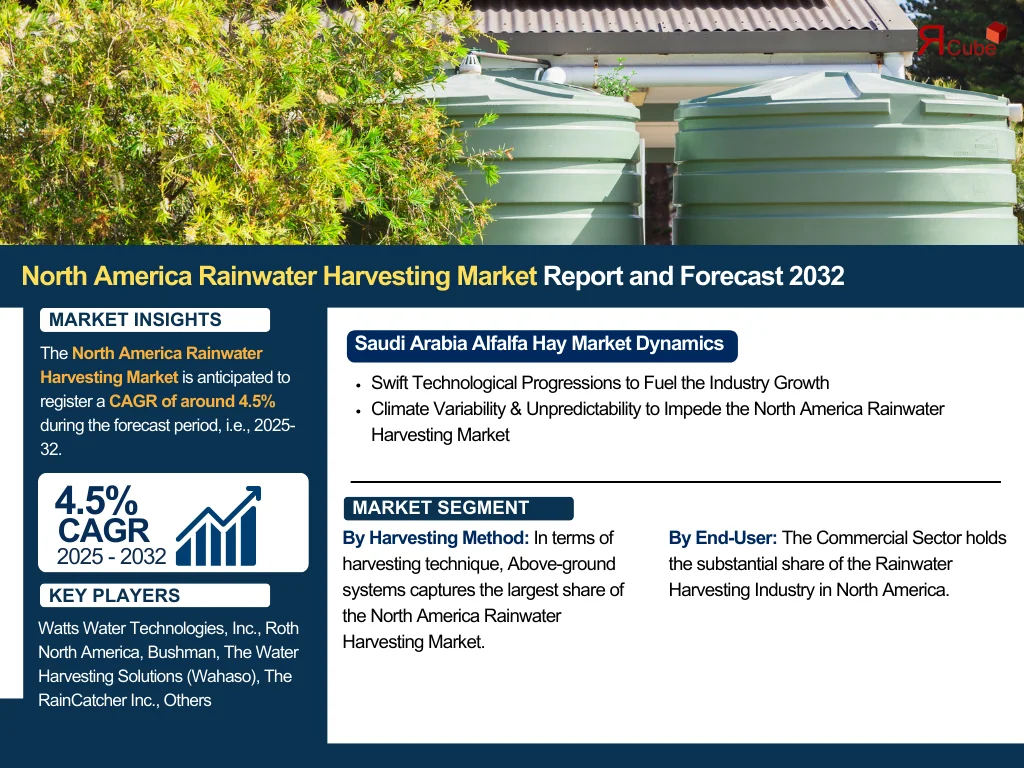 ЯCube
North America Rainwater Harvesting Market Report and Forecast 2032
MARKET INSIGHTS
The North America Rainwater
Harvesting Market is anticipated to
register a CAGR of around 4.5%
during the forecast period, i.e., 2025-
32.
4.5%
CAGR
2025 - 2032
KEY PLAYERS
Watts Water Technologies, Inc., Roth
North America, Bushman, The Water
Harvesting Solutions (Wahaso), The
RainCatcher Inc., Others
Saudi Arabia Alfalfa Hay Market Dynamics
• Swift Technological Progressions to Fuel the Industry Growth
• Climate Variability & Unpredictability to Impede the North America Rainwater
Harvesting Market
MARKET SEGMENT
By Harvesting Method: In terms of
harvesting technique, Above-ground
systems captures the largest share of
the North America Rainwater
Harvesting Market.
By End-User: The Commercial Sector holds
the substantial share of the Rainwater
Harvesting Industry in North America.